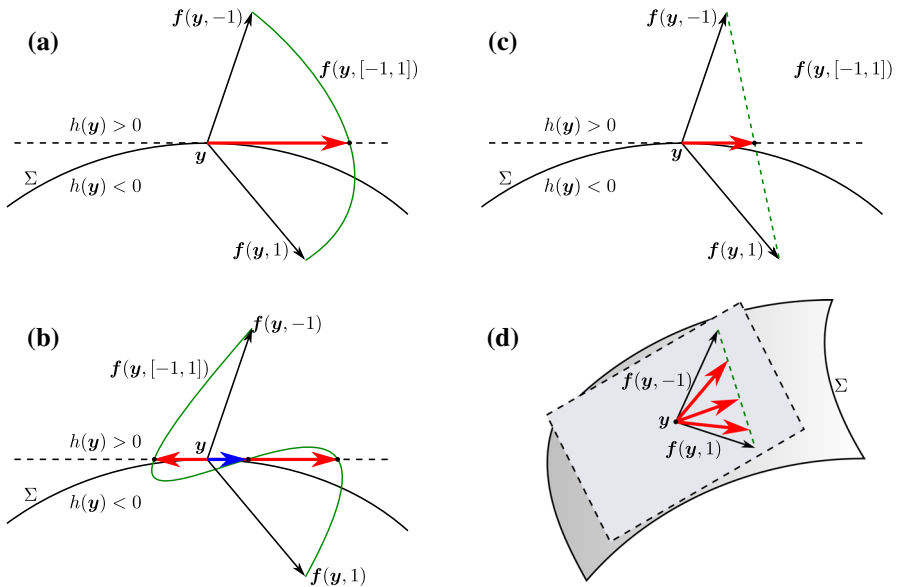 (a)
f(y, −1)
f(y, [−1, 1])
h(y) > 0
y
Σ
h(y) < 0
f(y, 1)
(c)
f(y, −1)
f(y, [−1, 1])
h(y) > 0
y
Σ
h(y) < 0
f(y, 1)
(b)
f(y, −1)
f(y, [−1, 1])
h(y) > 0
y
Σ
h(y) < 0
f(y, 1)
(d)
f(y, −1)
Σ
y
f(y, 1)